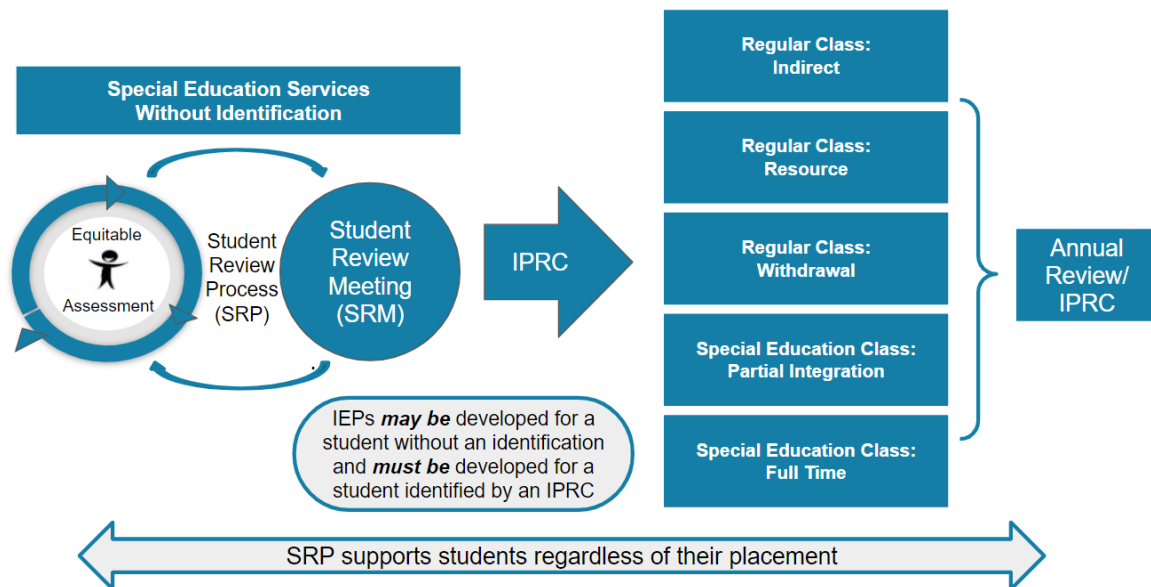 Special Education Services
Without Identification
Equitable
Assessment
Student
Review
Process
(SRP)
Student
Review
Meeting
(SRM)
IPRC
IEPs may be developed for a
student without an identification
and must be developed for a
student identified by an IPRC
Regular Class:
Indirect
Regular Class:
Resource
Regular Class:
Withdrawal
Special Education Class:
Partial Integration
Special Education Class:
Full Time
Annual
Review/
IPRC
SRP supports students regardless of their placement